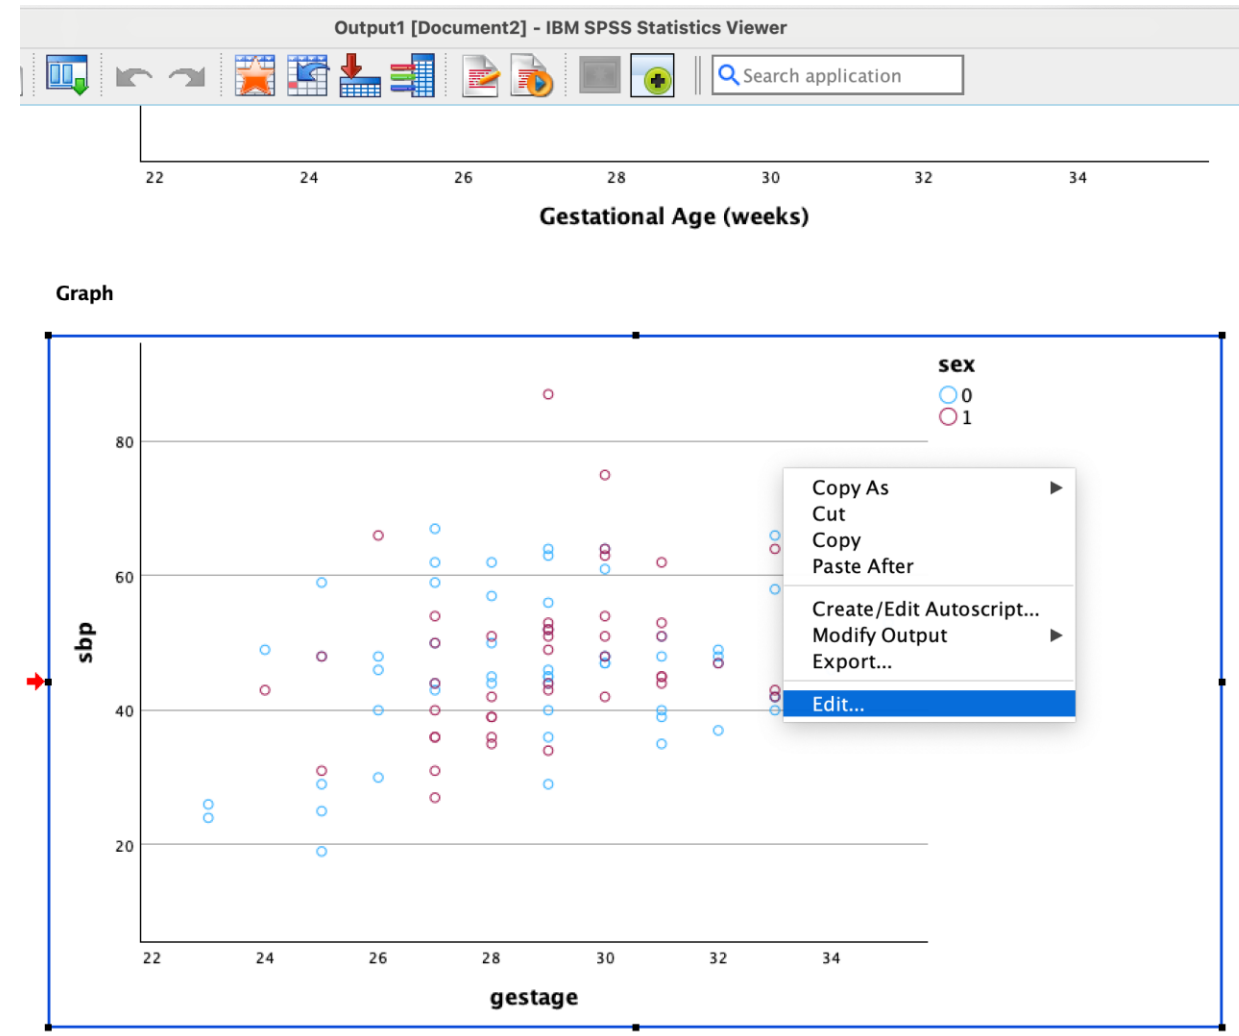 Output1 [Document2] - IBM SPSS Statistics Viewer
Search application
22 24 26 28 30 32 34
Gestational Age (weeks)
Graph
sex
0
1
80
60
40
20
sbp
Copy As
Cut
Copy
Paste After
Create/Edit Autoscript...
Modify Output
Export...
Edit...
22 24 26 28 30 32 34
gestage